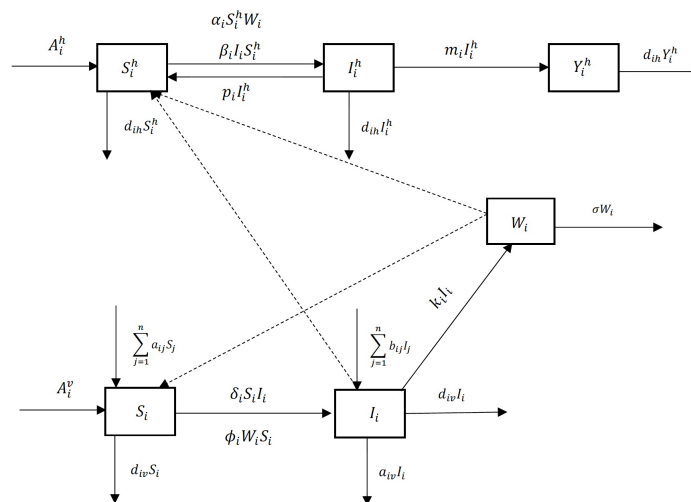 α_i S_i^h W_i
A_i^h
S_i^h
β_i I_i S_i^h
p_i I_i^h
I_i^h
m_i I_i^h
Y_i^h
d_{ih} Y_i^h
d_{ih} S_i^h
d_{ih} I_i^h
W_i
σW_i
k_i I_i
\sum_{j=1}^{n} a_{ij} S_j
\sum_{j=1}^{n} b_{ij} I_j
A_i^v
S_i
δ_i S_i I_i
ϕ_i W_i S_i
I_i
d_{iv} I_i
d_{iv} S_i
a_{iv} I_i